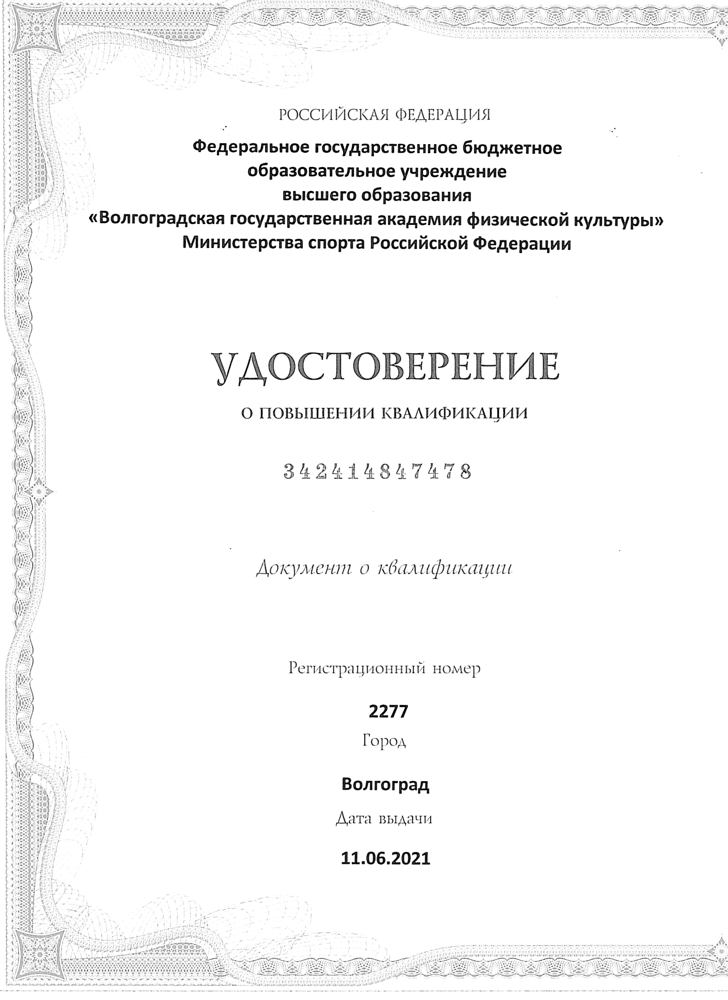 РОССИЙСКАЯ ФЕДЕРАЦИЯ
Федеральное государственное бюджетное
образовательное учреждение
высшего образования
«Волгоградская государственная академия физической культуры»
Министерства спорта Российской Федерации
УДОСТОВЕРЕНИЕ
О ПОВЫШЕНИИ КВАЛИФИКАЦИИ
342414847478
Документ о квалификации
Регистрационный номер
2277
Город
Волгоград
Дата выдачи
11.06.2021